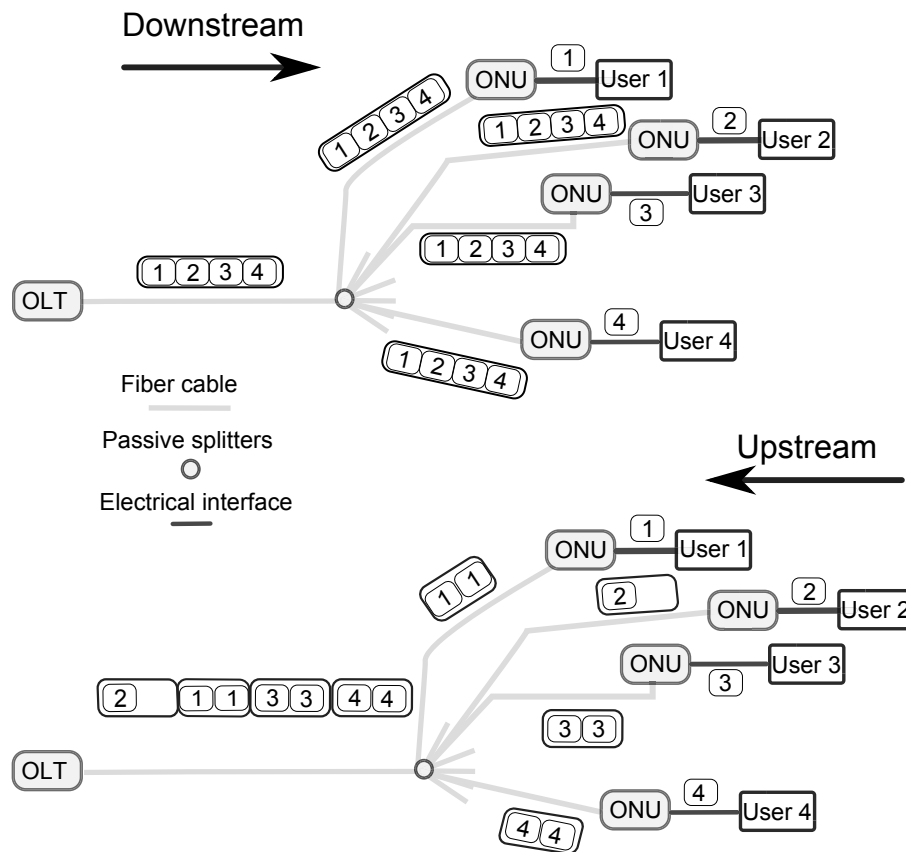 Downstream
1
ONU
User 1
1 2 3 4
1 2 3 4
ONU
2
User 2
ONU
3
User 3
1 2 3 4
1 2 3 4
OLT
ONU
4
User 4
1 2 3 4
Fiber cable
Passive splitters
Electrical interface
Upstream
1
ONU
User 1
1 1
2
ONU
2
User 2
ONU
3
User 3
2 1 1 3 3 4 4
3 3
OLT
ONU
4
User 4
4 4